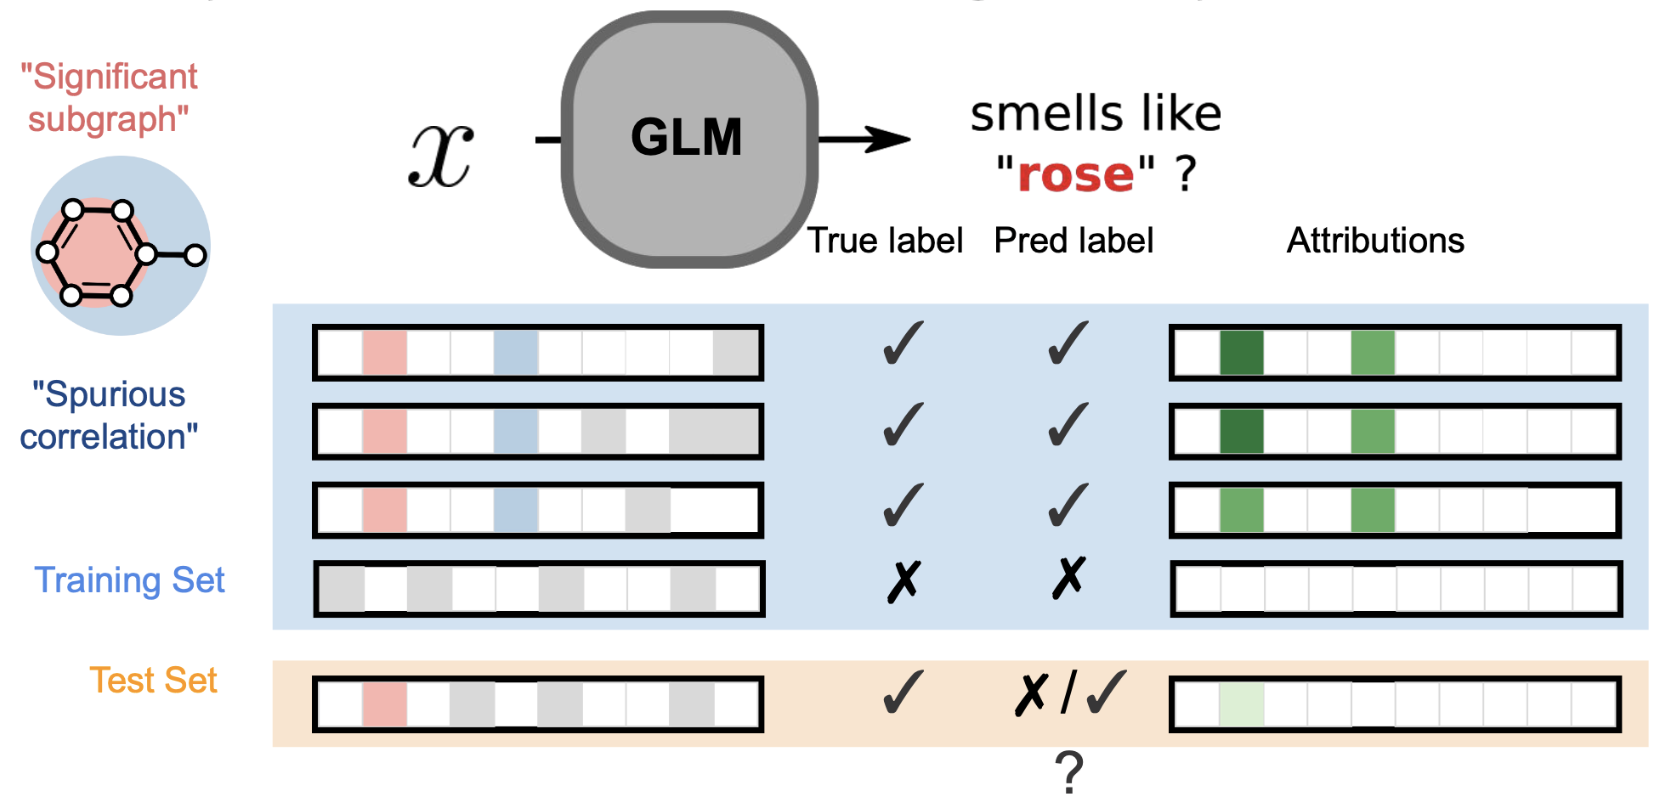 "Significant
subgraph"
x
GLM
smells like
"rose" ?
True label
Pred label
Attributions
"Spurious
correlation"
✓ ✓
✓ ✓
✓ ✓
Training Set
✗ ✗
Test Set
✓ ✗/✓
?